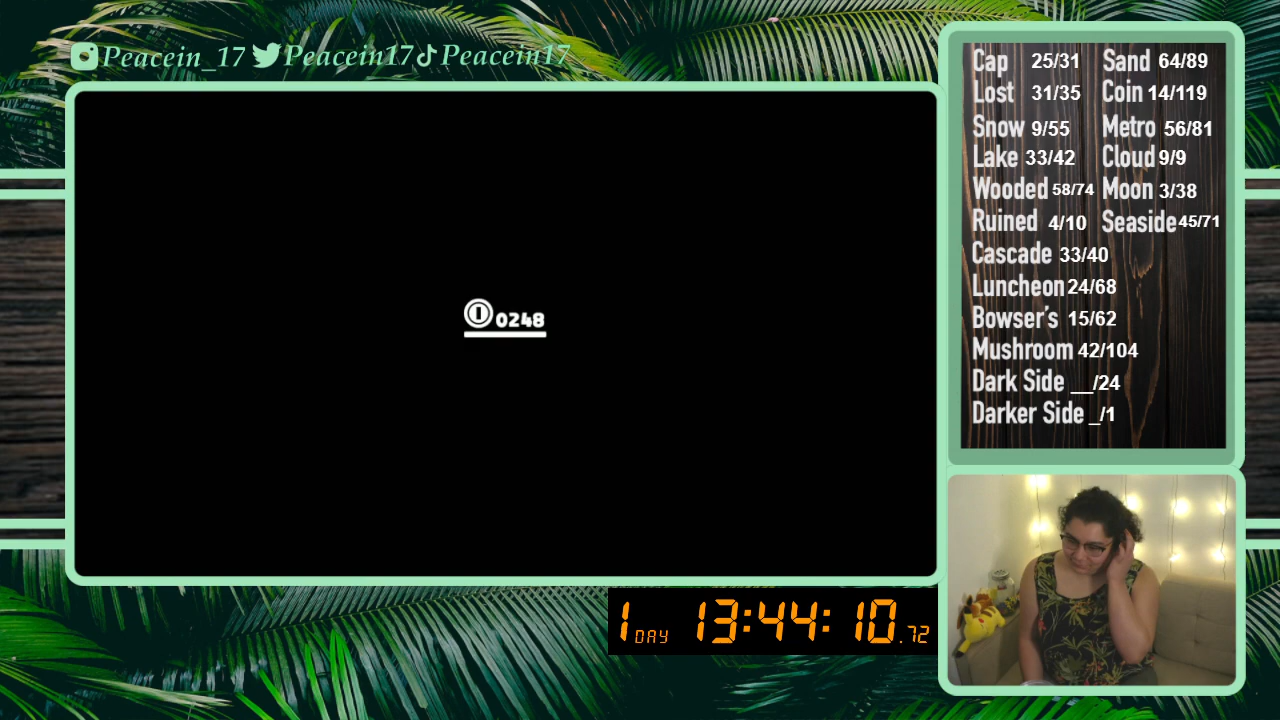 Peacein_17 Peacein17 Peacein17
Cap 25/31 Sand 64/89
Lost 31/35 Coin 14/119
Snow 9/55 Metro 56/81
Lake 33/42 Cloud 9/9
Wooded 58/74 Moon 3/38
Ruined 4/10 Seaside 45/71
Cascade 33/40
Luncheon 24/68
Bowser's 15/62
Mushroom 42/104
Dark Side __/24
Darker Side _/1
0248
1 DAY 13:44:10.72